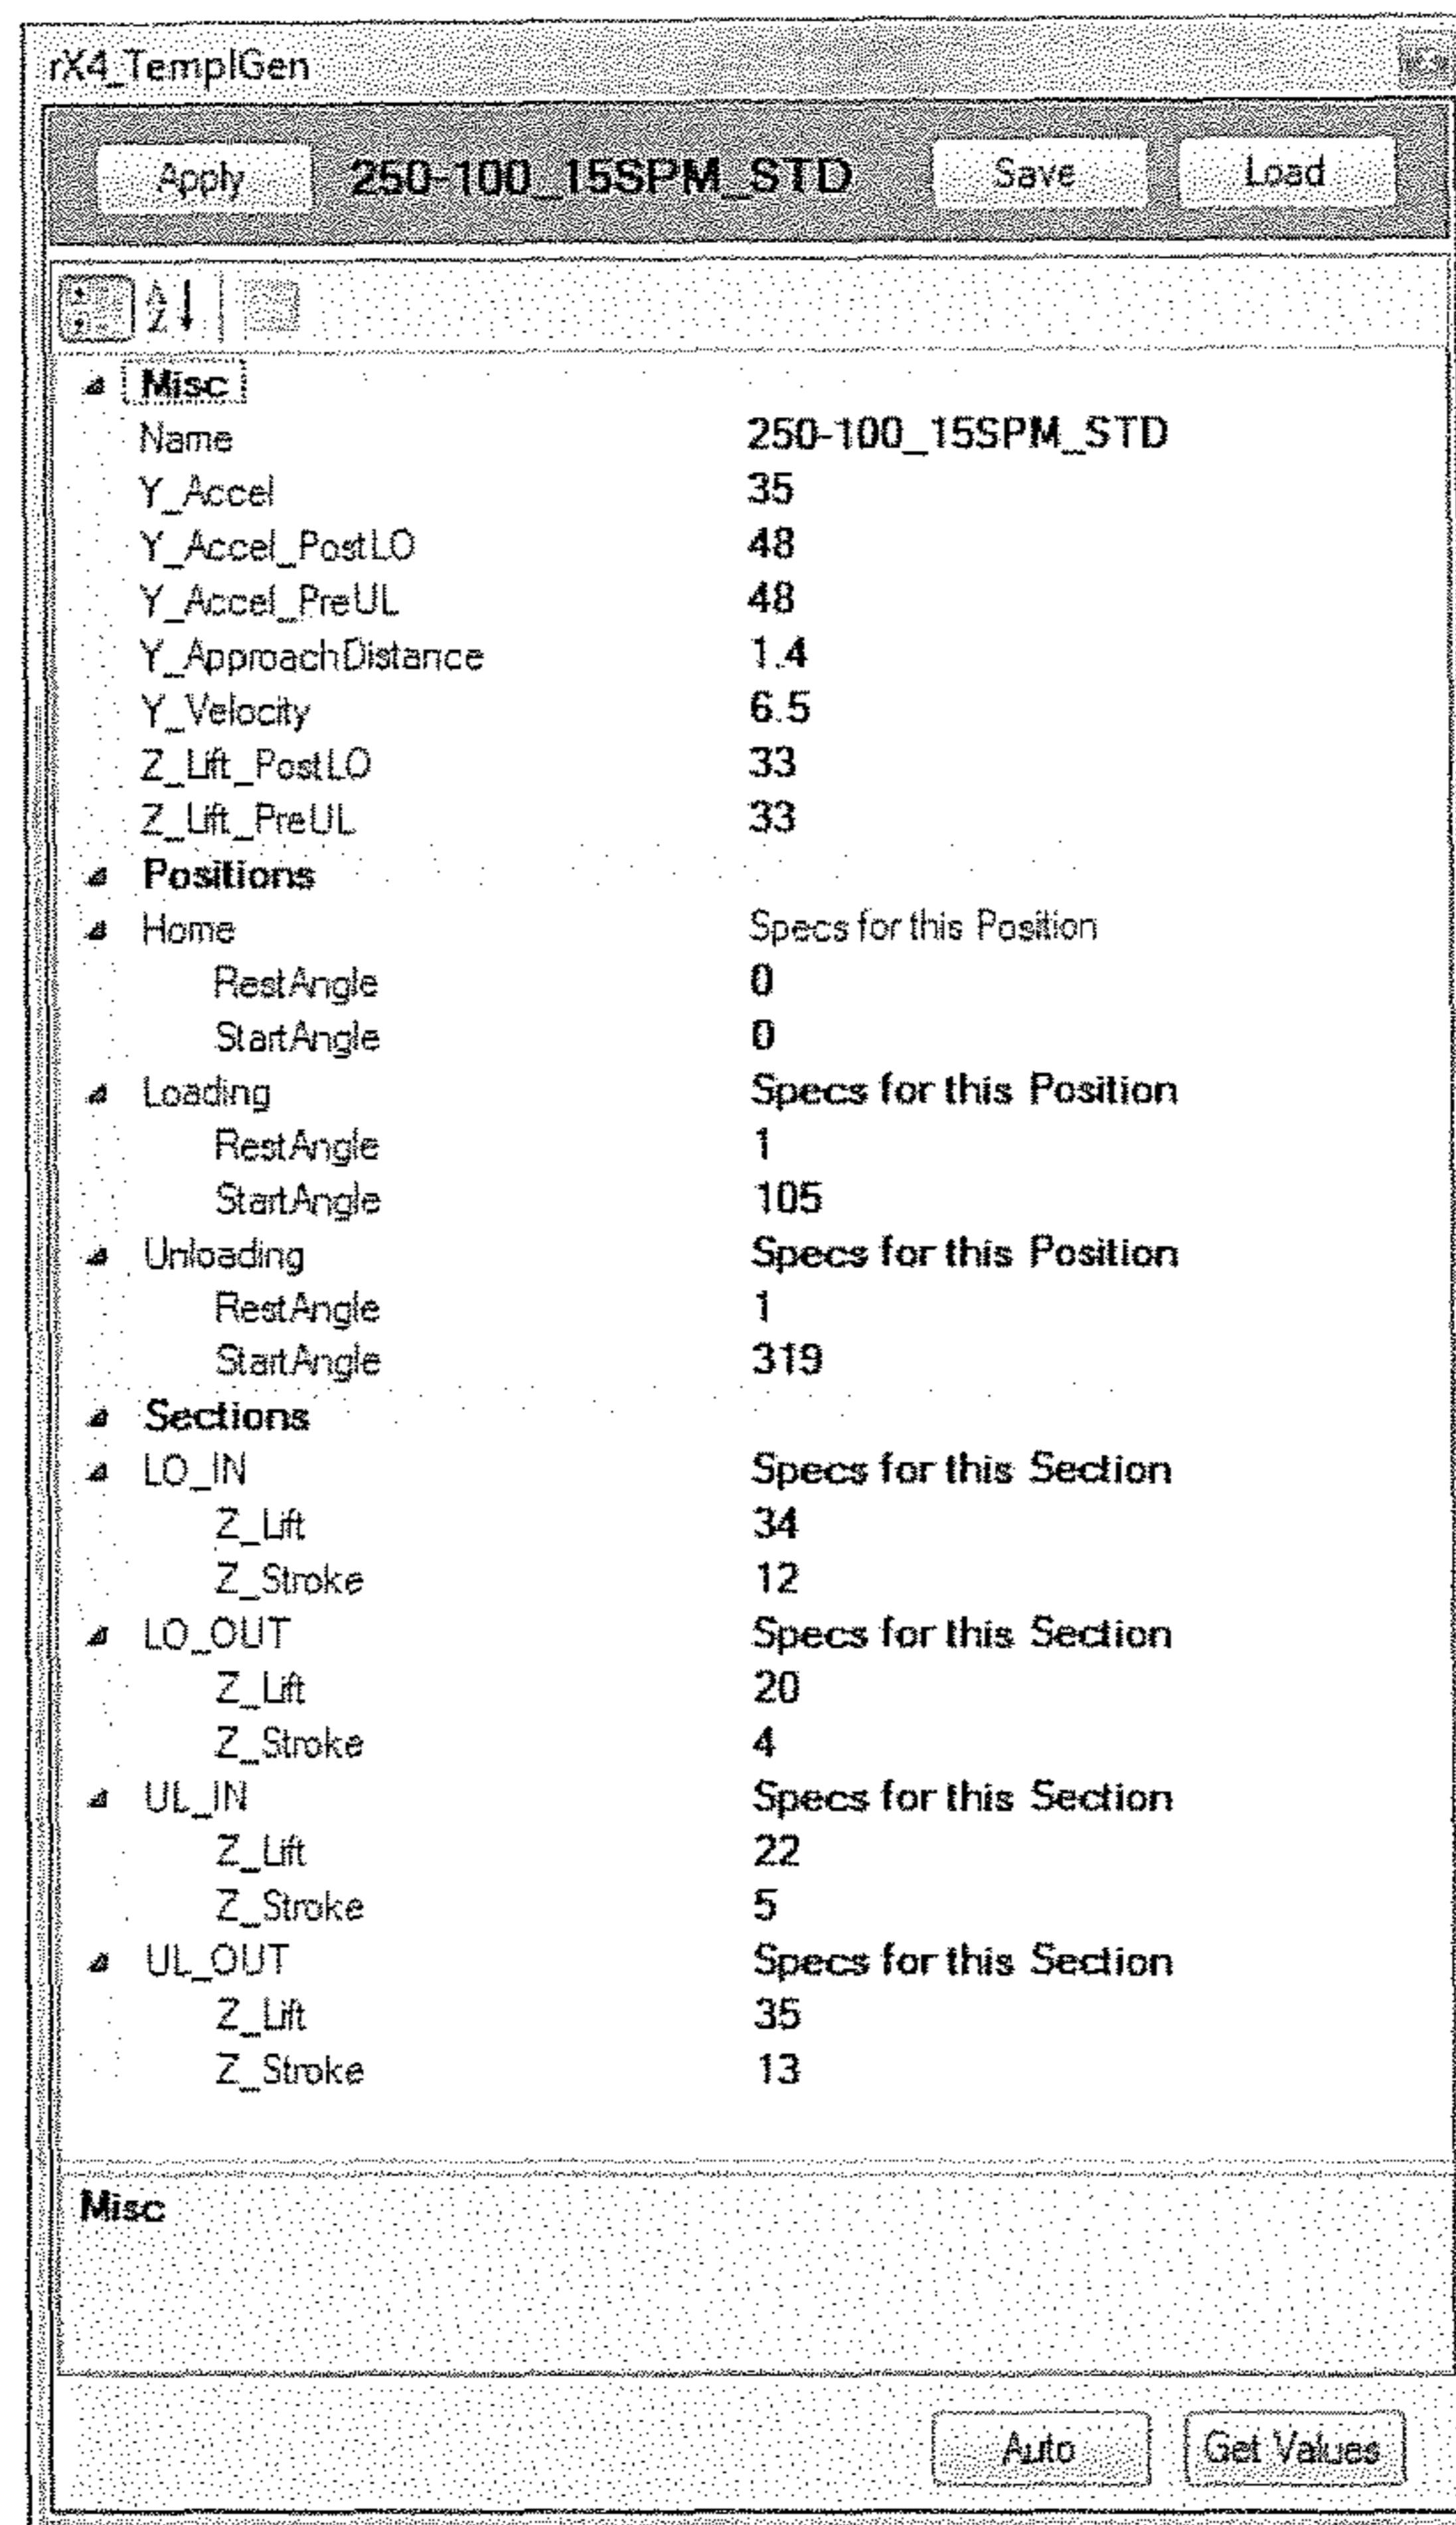 rX4_TemplGen
Apply 250-100_15SPM_STD Save Load
Misc
Name 250-100_15SPM_STD
Y_Accel 35
Y_Accel_PostLO 48
Y_Accel_PreUL 48
Y_ApproachDistance 1.4
Y_Velocity 6.5
Z_Lift_PostLO 33
Z_Lift_PreUL 33
Positions
Home Specs for this Position
RestAngle 0
StartAngle 0
Loading Specs for this Position
RestAngle 1
StartAngle 105
Unloading Specs for this Position
RestAngle 1
StartAngle 319
Sections
LO_IN Specs for this Section
Z_Lift 34
Z_Stroke 12
LO_OUT Specs for this Section
Z_Lift 20
Z_Stroke 4
UL_IN Specs for this Section
Z_Lift 22
Z_Stroke 5
UL_OUT Specs for this Section
Z_Lift 35
Z_Stroke 13
Misc
Auto Get Values